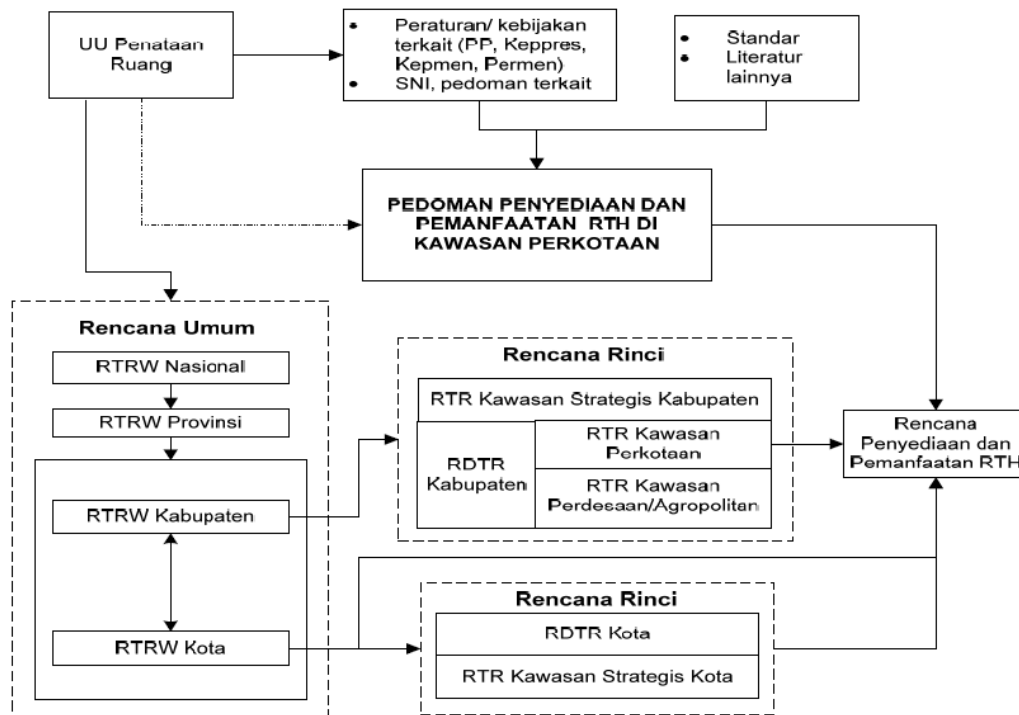 UU Penataan
Ruang
• Peraturan/ kebijakan
terkait (PP, Keppres,
Kepmen, Permen)
• SNI, pedoman terkait
• Standar
• Literatur
lainnya
PEDOMAN PENYEDIAAN DAN
PEMANFAATAN RTH DI
KAWASAN PERKOTAAN
Rencana Umum
RTRW Nasional
RTRW Provinsi
RTRW Kabupaten
RTRW Kota
Rencana Rinci
RTR Kawasan Strategis Kabupaten
RDTR
Kabupaten
RTR Kawasan
Perkotaan
RTR Kawasan
Perdesaan/Agropolitan
Rencana
Penyediaan dan
Pemanfaatan RTH
Rencana Rinci
RDTR Kota
RTR Kawasan Strategis Kota